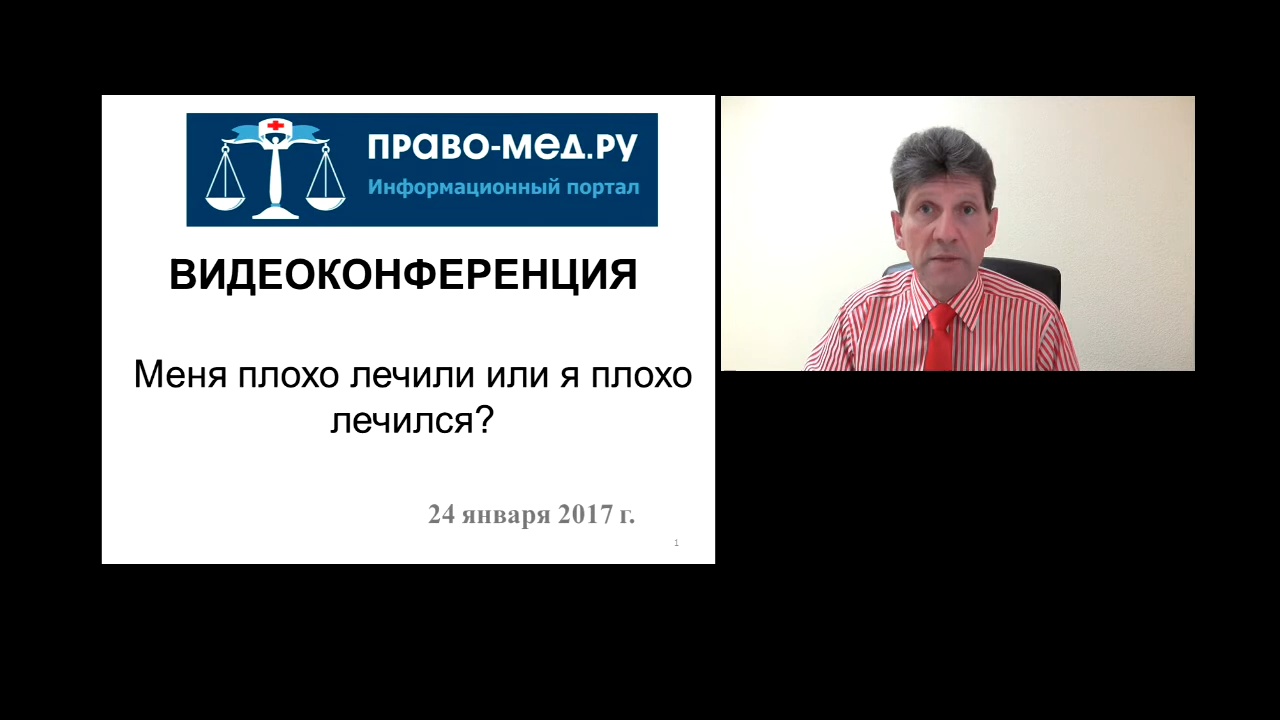 ПРАВО-МЕД.РУ
Информационный портал
ВИДЕОКОНФЕРЕНЦИЯ
Меня плохо лечили или я плохо
лечился?
24 января 2017 г.
1